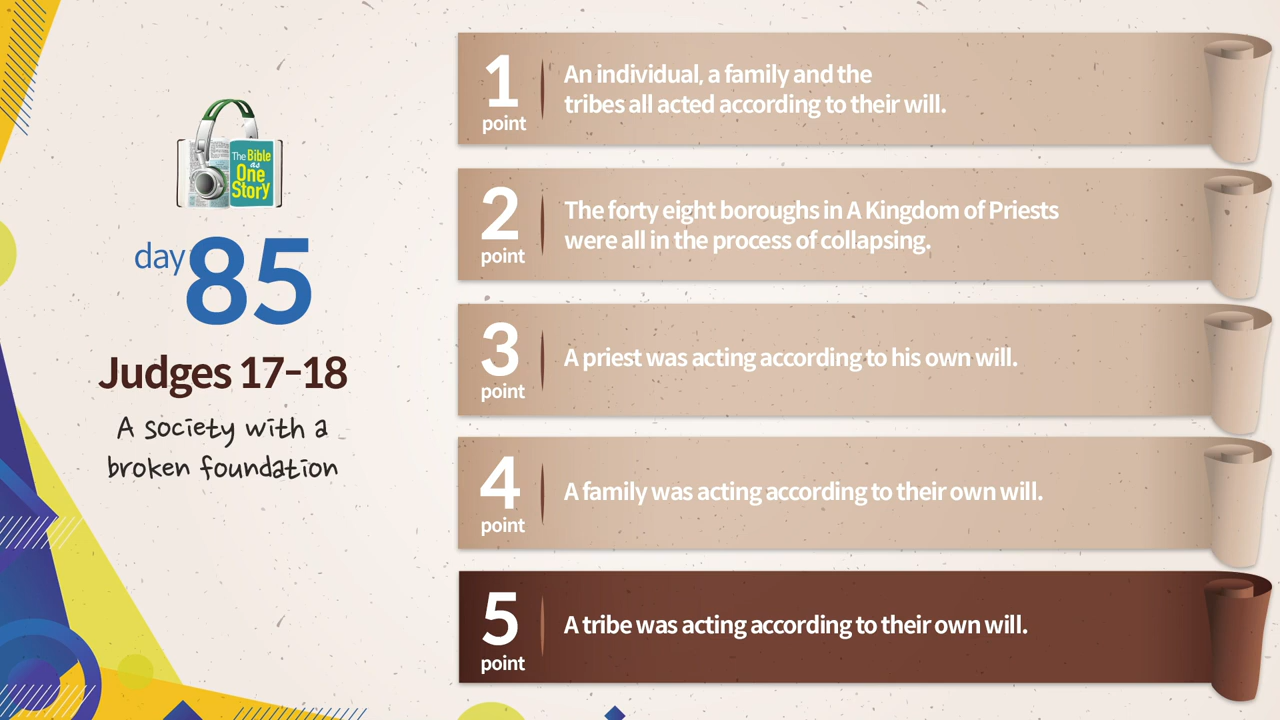 The Bible
as
One
Story
day 85
Judges 17-18
A society with a
broken foundation
1
point
An individual, a family and the
tribes all acted according to their will.
2
point
The forty eight boroughs in A Kingdom of Priests
were all in the process of collapsing.
3
point
A priest was acting according to his own will.
4
point
A family was acting according to their own will.
5
point
A tribe was acting according to their own will.